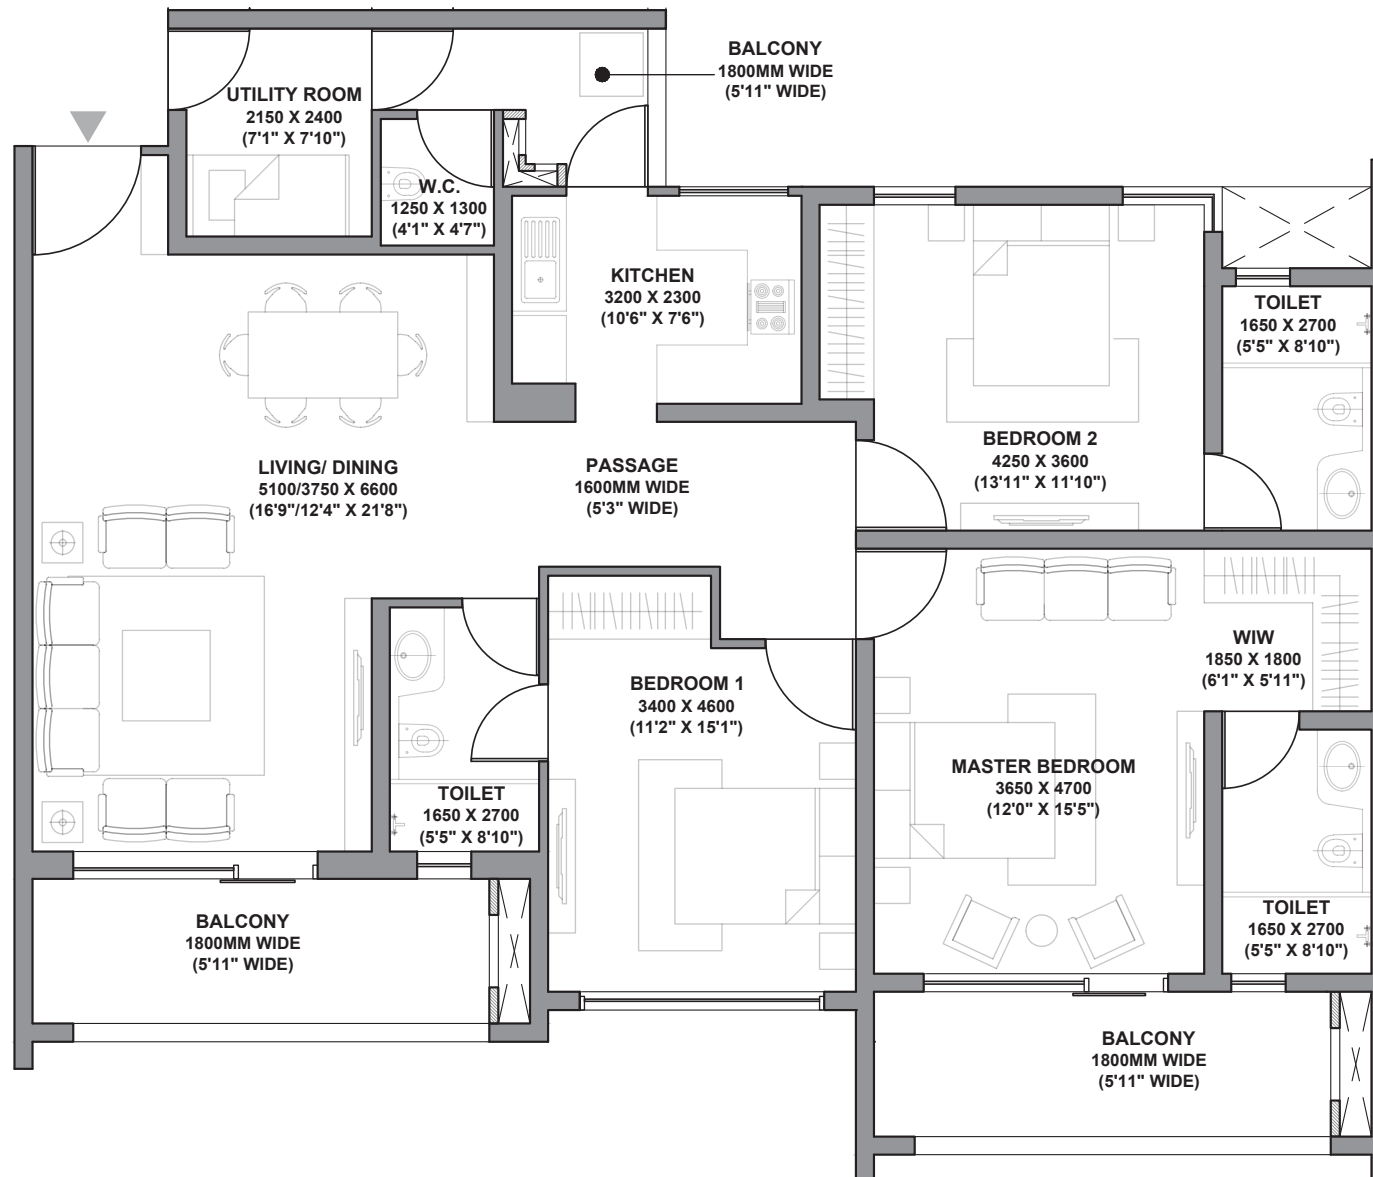 BALCONY
1800MM WIDE
(5'11" WIDE)
UTILITY ROOM
2150 X 2400
(7'1" X 7'10")
W.C.
1250 X 1300
(4'1" X 4'7")
KITCHEN
3200 X 2300
(10'6" X 7'6")
TOILET
1650 X 2700
(5'5" X 8'10")
LIVING/ DINING
5100/3750 X 6600
(16'9"/12'4" X 21'8")
PASSAGE
1600MM WIDE
(5'3" WIDE)
BEDROOM 2
4250 X 3600
(13'11" X 11'10")
WIW
1850 X 1800
(6'1" X 5'11")
BEDROOM 1
3400 X 4600
(11'2" X 15'1")
MASTER BEDROOM
3650 X 4700
(12'0" X 15'5")
TOILET
1650 X 2700
(5'5" X 8'10")
BALCONY
1800MM WIDE
(5'11" WIDE)
TOILET
1650 X 2700
(5'5" X 8'10")
BALCONY
1800MM WIDE
(5'11" WIDE)